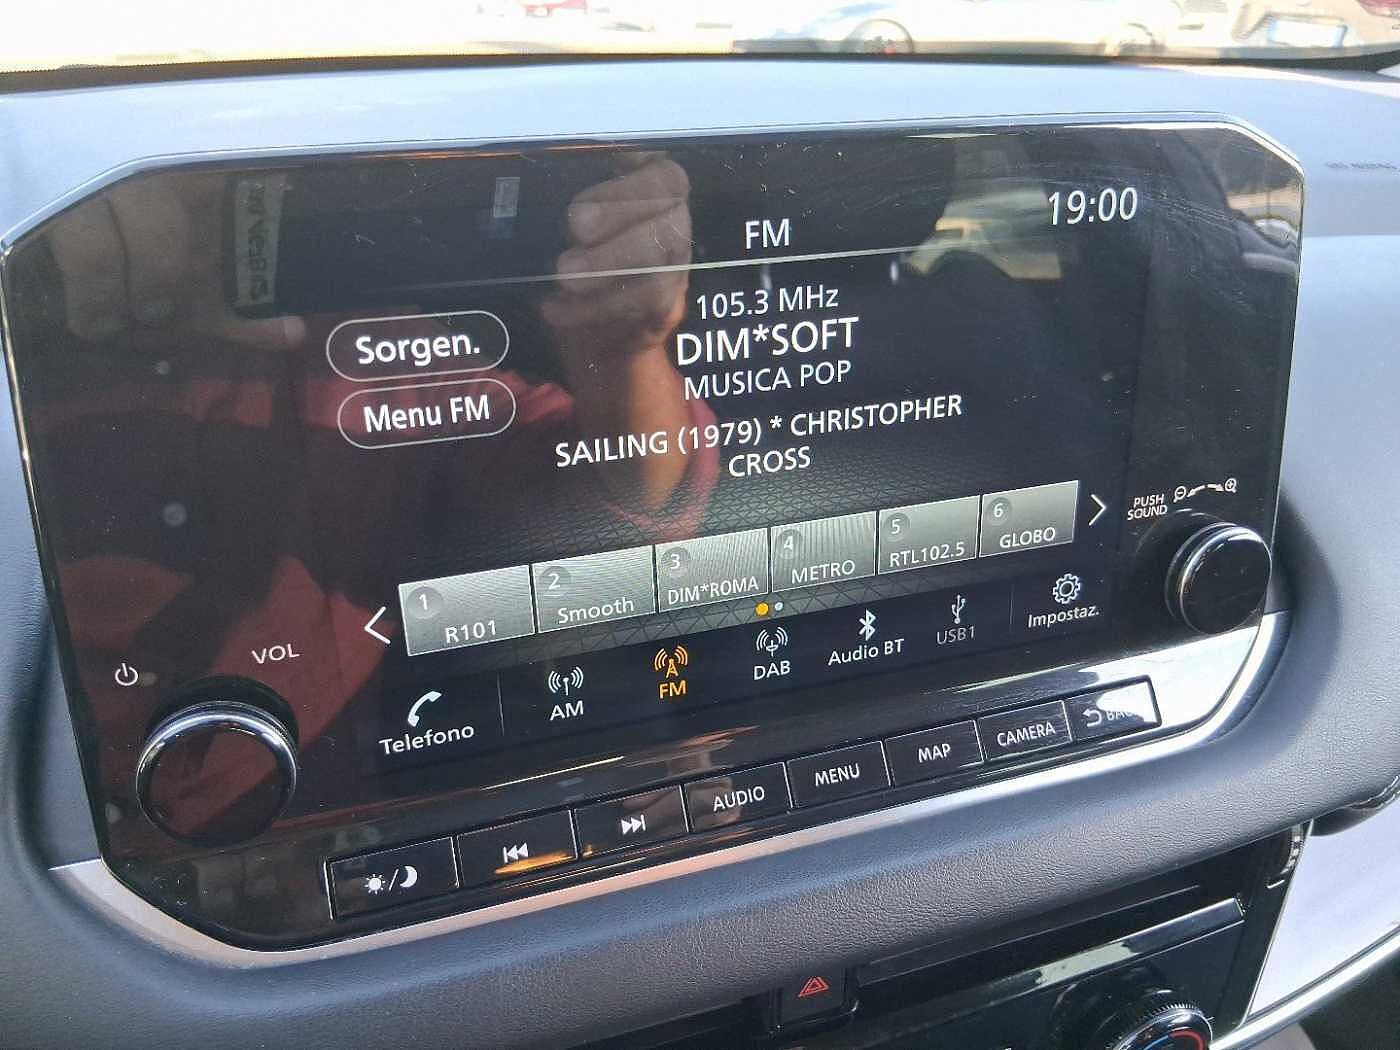 19:00
FM
105.3 MHz
DIM*SOFT
MUSICA POP
SAILING (1979) * CHRISTOPHER
CROSS
Sorgen.
Menu FM
PUSH
SOUND
1 R101
2 Smooth
3 DIM*ROMA
4 METRO
5 RTL102.5
6 GLOBO
VOL
Telefono
AM
FM
DAB
Audio BT
USB1
Impostaz.
AUDIO
MENU
MAP
CAMERA